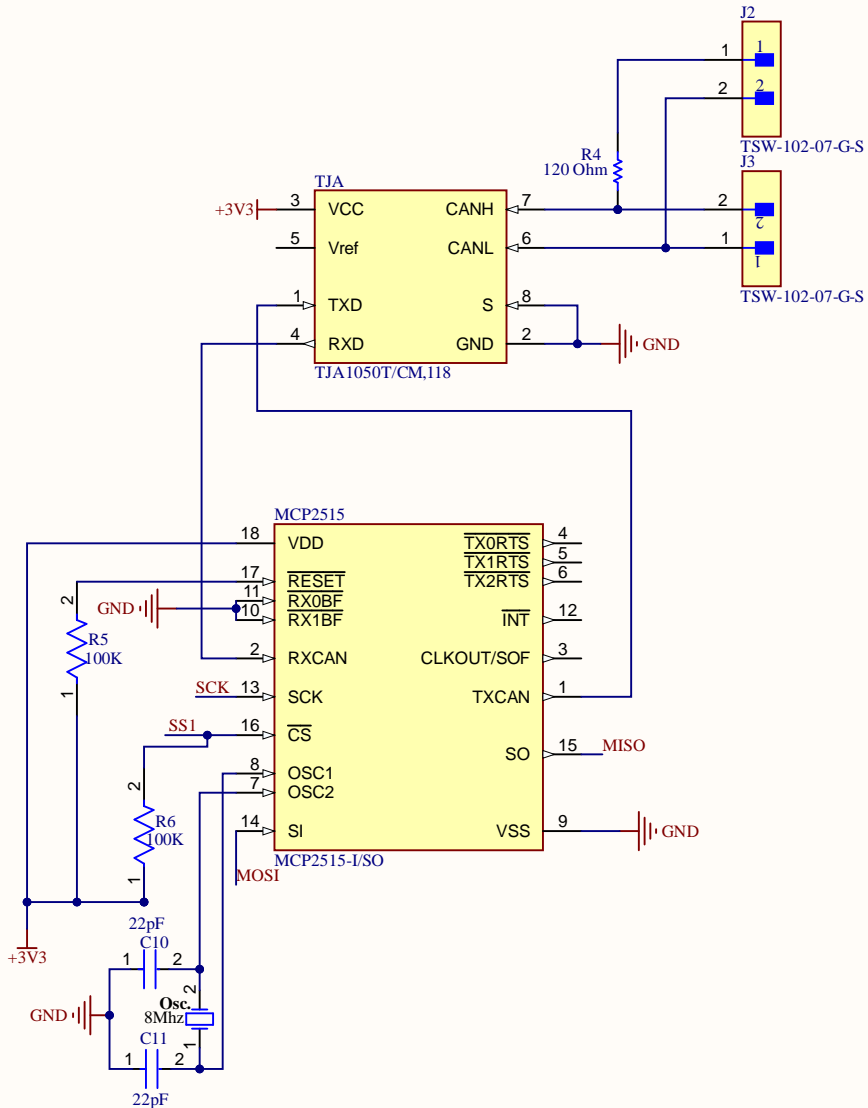 J2
1 1
2 2
TSW-102-07-G-S
R4
120 Ohm
J3
2 2
1 1
TSW-102-07-G-S
TJA
+3V3 3 VCC CANH 7
5 Vref CANL 6
1 TXD S 8
4 RXD GND 2 GND
TJA1050T/CM,118
MCP2515
18 VDD TX0RTS 4
TX1RTS 5
17 RESET TX2RTS 6
GND 11 RX0BF
10 RX1BF INT 12
2 R5 100K 1
2 RXCAN CLKOUT/SOF 3
SCK 13 SCK TXCAN 1
SS1 16 CS
SO 15 MISO
8 OSC1
7 OSC2
2 R6 100K 1
MOSI 14 SI VSS 9 GND
MCP2515-I/SO
+3V3
22pF
C10
1 2
GND
2 Osc. 1
8Mhz
C11
1 2
22pF